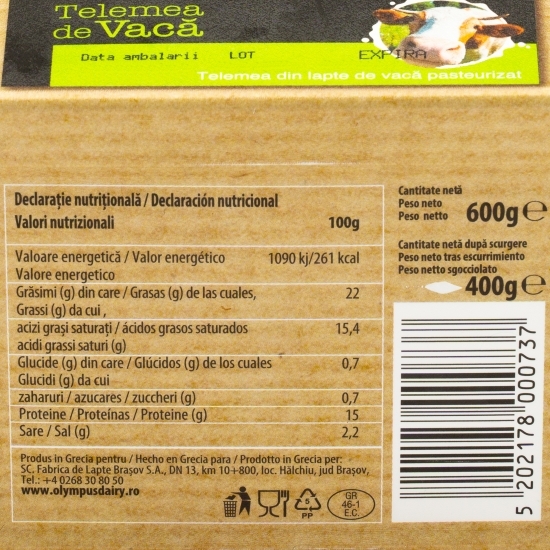 Telemea
de Vacă
Data ambalarii LOT EXPIRA
Telemea din lapte de vacă pasteurizat
Declarație nutrițională / Declaración nutricional
Valori nutrizionali 100g
Valoare energetică / Valor energético 1090 kj/261 kcal
Valore energetico
Grăsimi (g) din care / Grasas (g) de las cuales, 22
Grassi (g) da cui ,
acizi grași saturați / ácidos grasos saturados 15,4
acidi grassi saturi (g)
Glucide (g) din care / Glúcidos (g) de los cuales 0,7
Glucidi (g) da cui
zaharuri / azucares / zuccheri (g) 0,7
Proteine / Proteínas / Proteine (g) 15
Sare / Sal (g) 2,2
Produs in Grecia pentru / Hecho en Grecia para / Prodotto in Grecia per:
SC. Fabrica de Lapte Brașov S.A., DN 13, km 10+800, loc. Hălchiu, jud Brașov,
Tel.: +4 0268 30 80 50
www.olympusdairy.ro
5
PP
GR
46-1
E.C.
Cantitate netă
Peso neto
Peso netto 600g e
Cantitate netă după scurgere
Peso neto tras escurrimiento
Peso netto sgocciolato
400g e
5 202178 000737